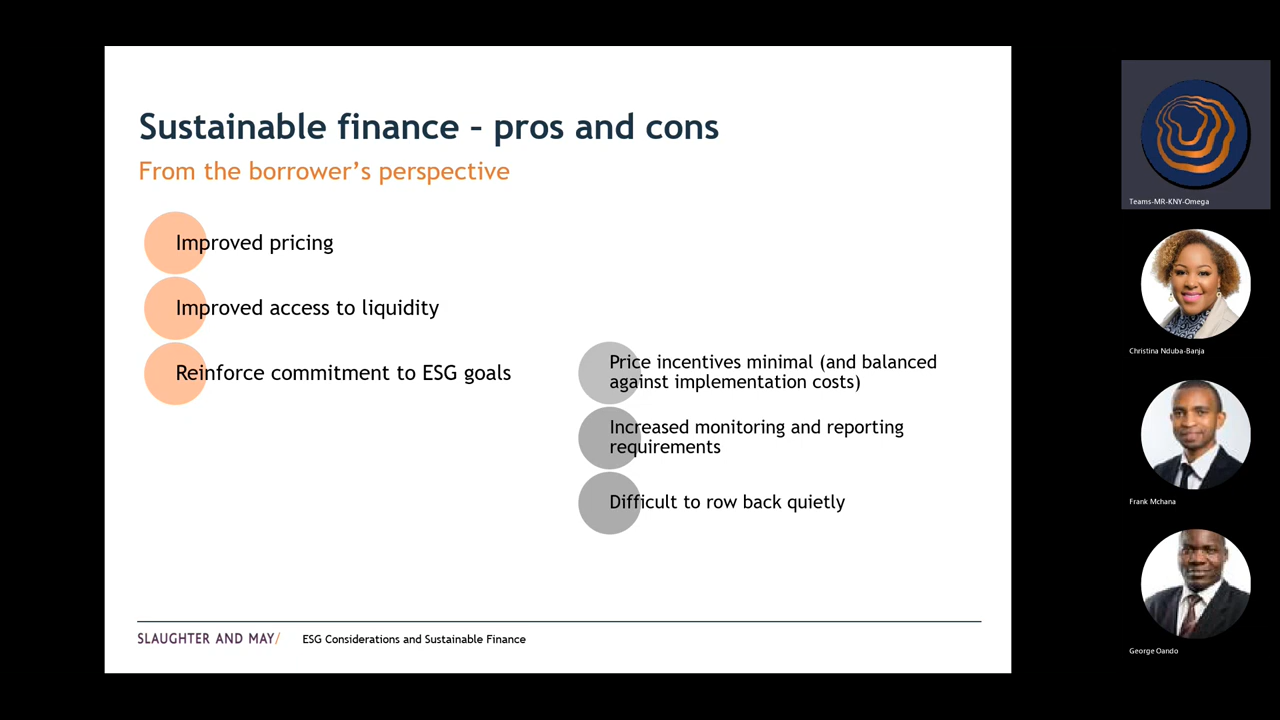 Sustainable finance – pros and cons
From the borrower's perspective
Improved pricing
Improved access to liquidity
Reinforce commitment to ESG goals
Price incentives minimal (and balanced
against implementation costs)
Increased monitoring and reporting
requirements
Difficult to row back quietly
SLAUGHTER AND MAY/
ESG Considerations and Sustainable Finance
Teams-MR-KNY-Omega
Christina Nduba-Banja
Frank Mchana
George Oando